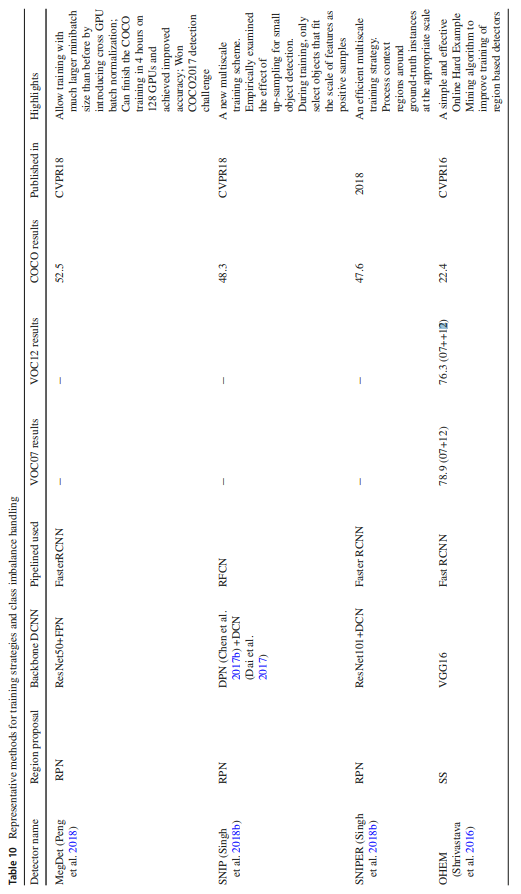 Table 10 Representative methods for training strategies and class imbalance handling
Detector name Region proposal Backbone DCNN Pipelined used VOC07 results VOC12 results COCO results Published in Highlights
MegDet (Peng RPN ResNet50+FPN FasterRCNN – – 52.5 CVPR18 Allow training with
et al. 2018) much larger minibatch
size than before by
introducing cross GPU
batch normalization;
Can finish the COCO
training in 4 hours on
128 GPUs and
achieved improved
accuracy; Won
COCO2017 detection
challenge
SNIP (Singh RPN DPN (Chen et al. RFCN – – 48.3 CVPR18 A new multiscale
et al. 2018b) 2017b) +DCN training scheme.
(Dai et al. Empirically examined
2017) the effect of
up-sampling for small
object detection.
During training, only
select objects that fit
the scale of features as
positive samples
SNIPER (Singh RPN ResNet101+DCN Faster RCNN – – 47.6 2018 An efficient multiscale
et al. 2018b) training strategy.
Process context
regions around
ground-truth instances
at the appropriate scale
OHEM SS VGG16 Fast RCNN 78.9 (07+12) 76.3 (07++12) 22.4 CVPR16 A simple and effective
(Shrivastava Online Hard Example
et al. 2016) Mining algorithm to
improve training of
region based detectors